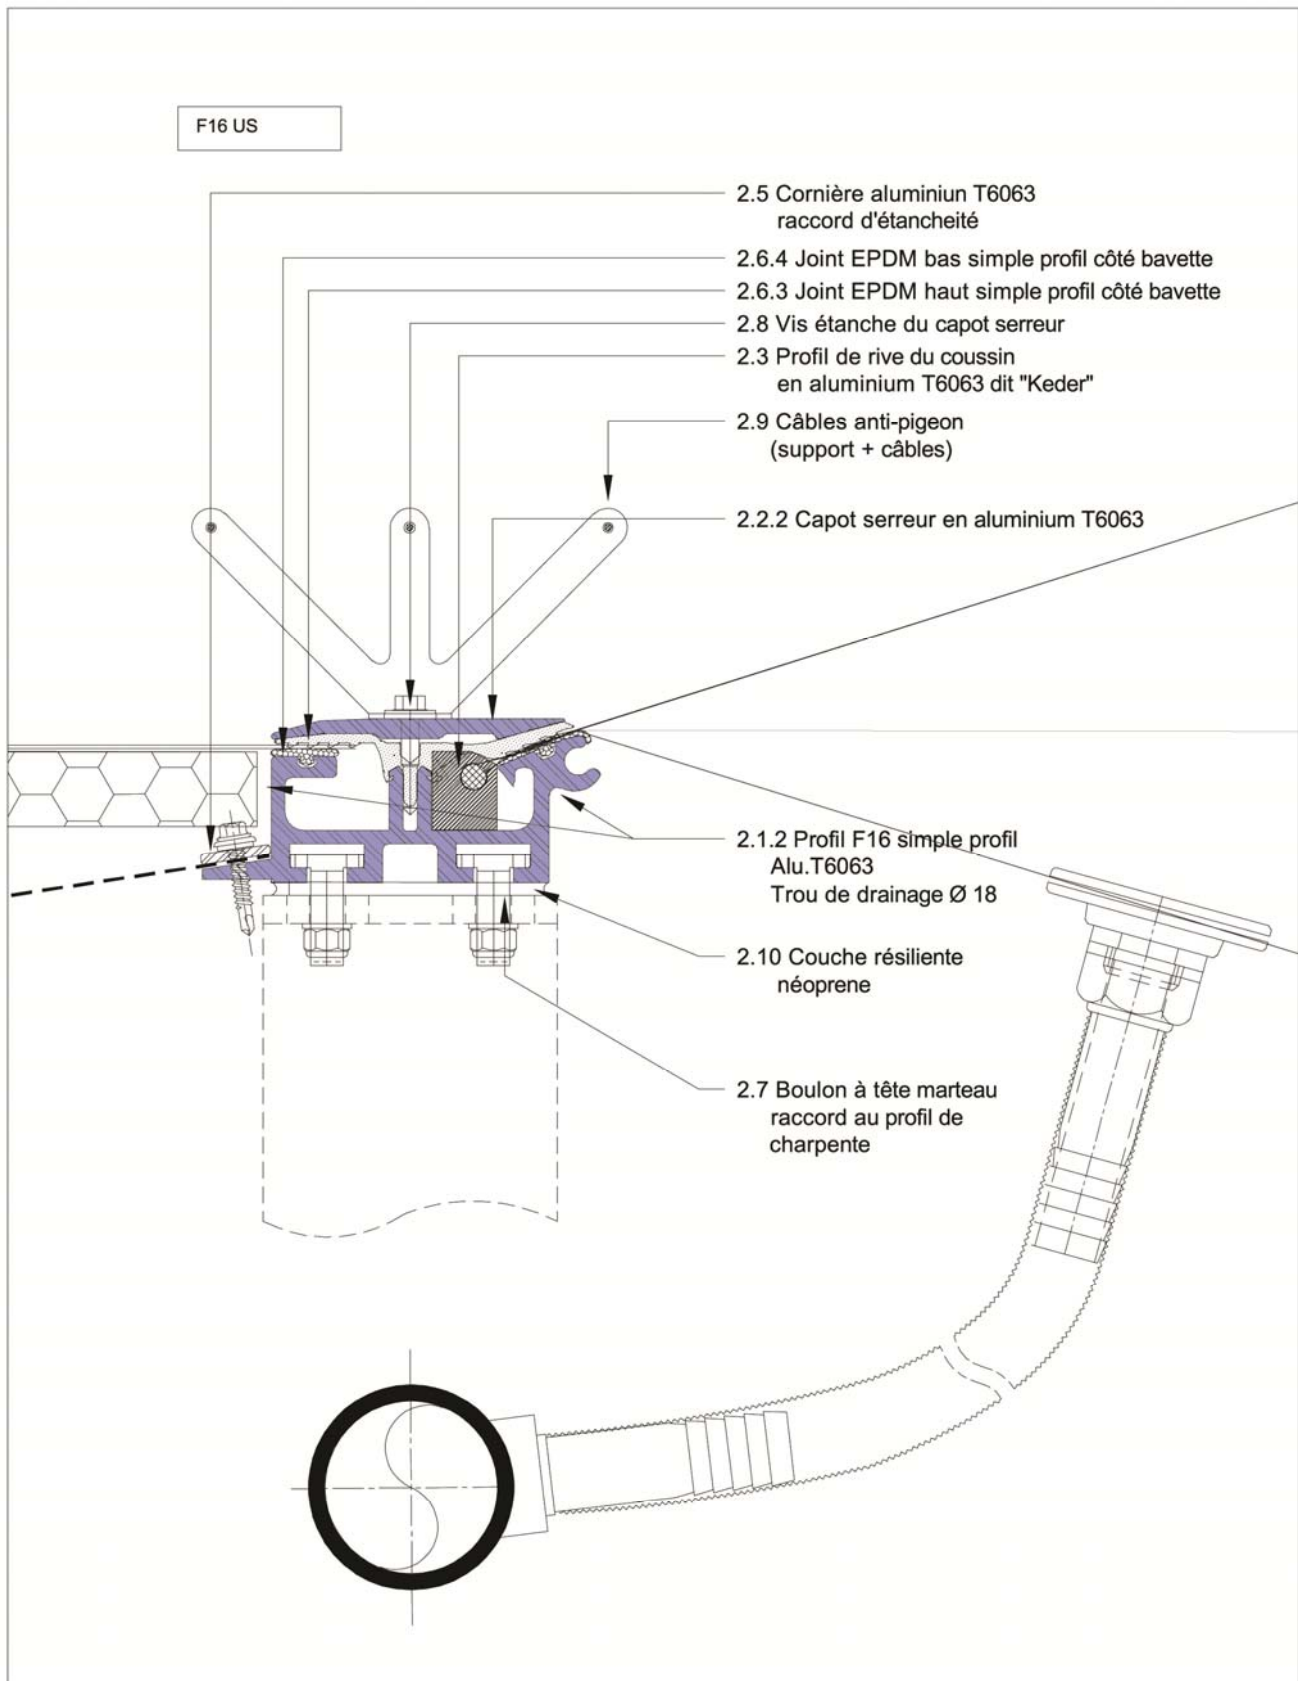 F16 US
2.5 Cornière aluminiun T6063
raccord d'étancheité
2.6.4 Joint EPDM bas simple profil côté bavette
2.6.3 Joint EPDM haut simple profil côté bavette
2.8 Vis étanche du capot serreur
2.3 Profil de rive du coussin
en aluminium T6063 dit "Keder"
2.9 Câbles anti-pigeon
(support + câbles)
2.2.2 Capot serreur en aluminium T6063
2.1.2 Profil F16 simple profil
Alu.T6063
Trou de drainage Ø 18
2.10 Couche résiliente
néoprene
2.7 Boulon à tête marteau
raccord au profil de
charpente